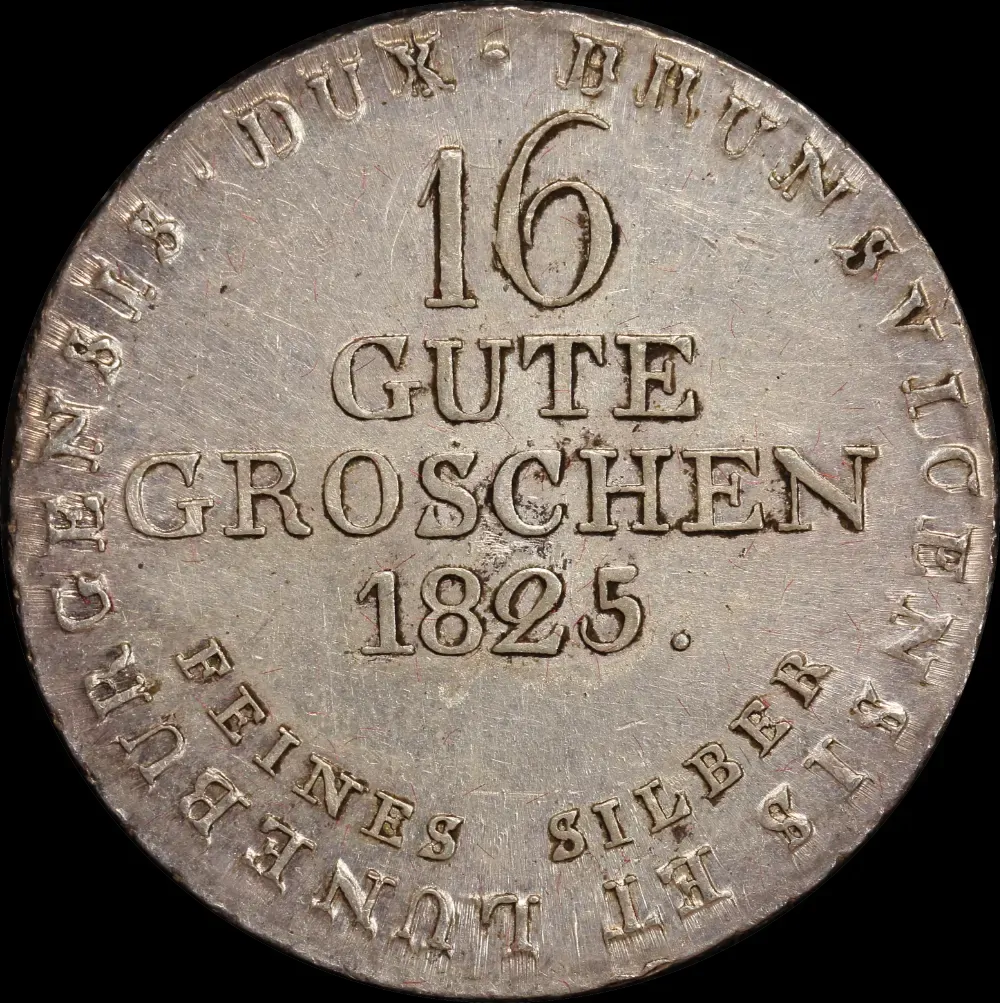 16
GUTE
GROSCHEN
1825.
FEINES SILBER
BRUNSVICENSIS ET LUNEBURGENSIS DUX ·